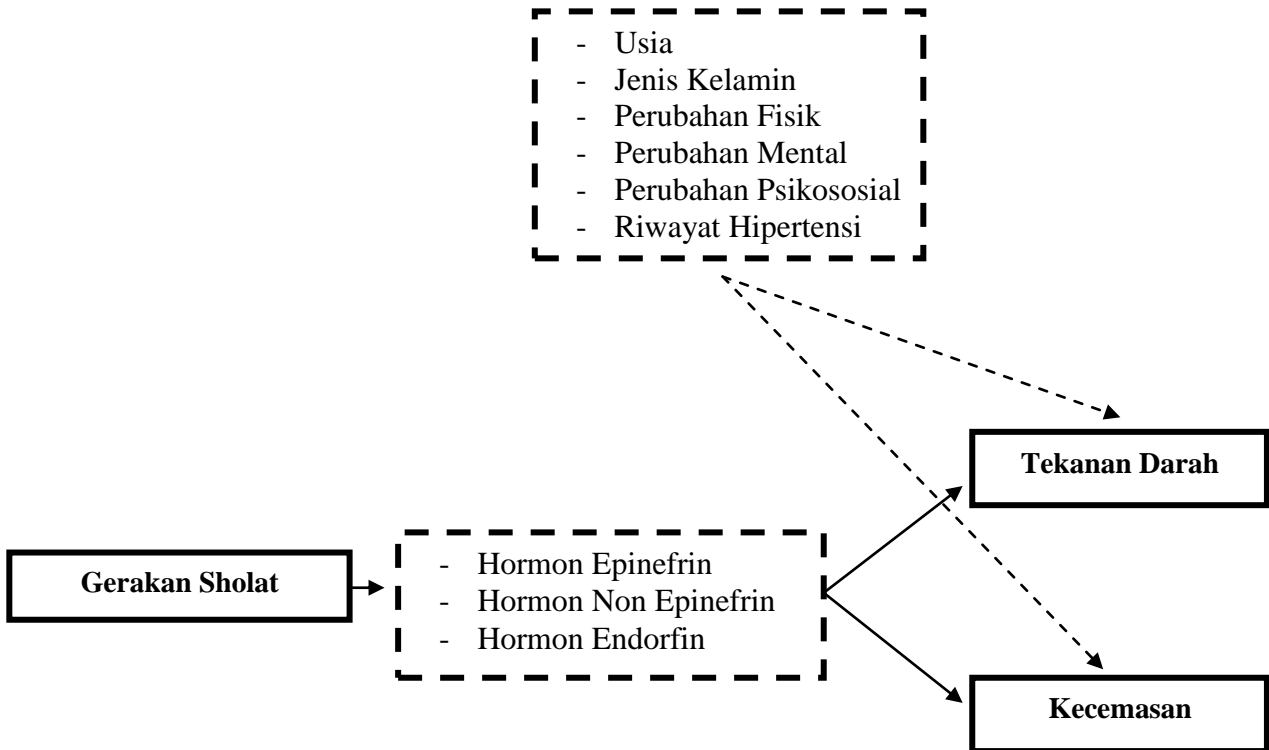 - Usia
- Jenis Kelamin
- Perubahan Fisik
- Perubahan Mental
- Perubahan Psikososial
- Riwayat Hipertensi
Tekanan Darah
Gerakan Sholat
- Hormon Epinefrin
- Hormon Non Epinefrin
- Hormon Endorfin
Kecemasan